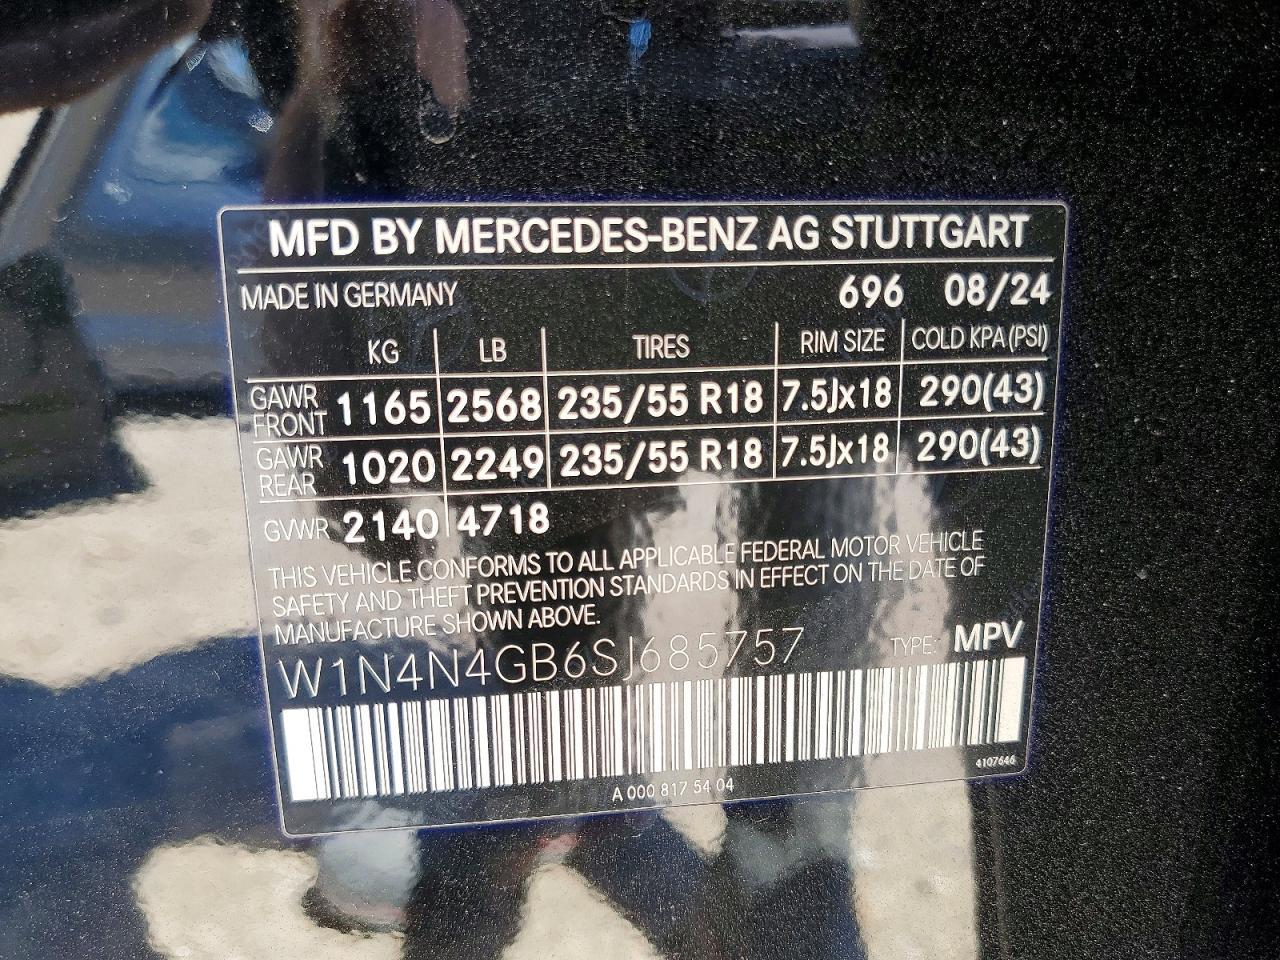 MFD BY MERCEDES-BENZ AG STUTTGART
MADE IN GERMANY 696 08/24
KG LB TIRES RIM SIZE COLD KPA (PSI)
GAWR FRONT 1165 2568 235/55 R18 7.5Jx18 290(43)
GAWR REAR 1020 2249 235/55 R18 7.5Jx18 290(43)
GVWR 2140 4718
THIS VEHICLE CONFORMS TO ALL APPLICABLE FEDERAL MOTOR VEHICLE
SAFETY AND THEFT PREVENTION STANDARDS IN EFFECT ON THE DATE OF
MANUFACTURE SHOWN ABOVE.
W1N4N4GB6SJ685757 TYPE: MPV
4107646
A 000 817 54 04